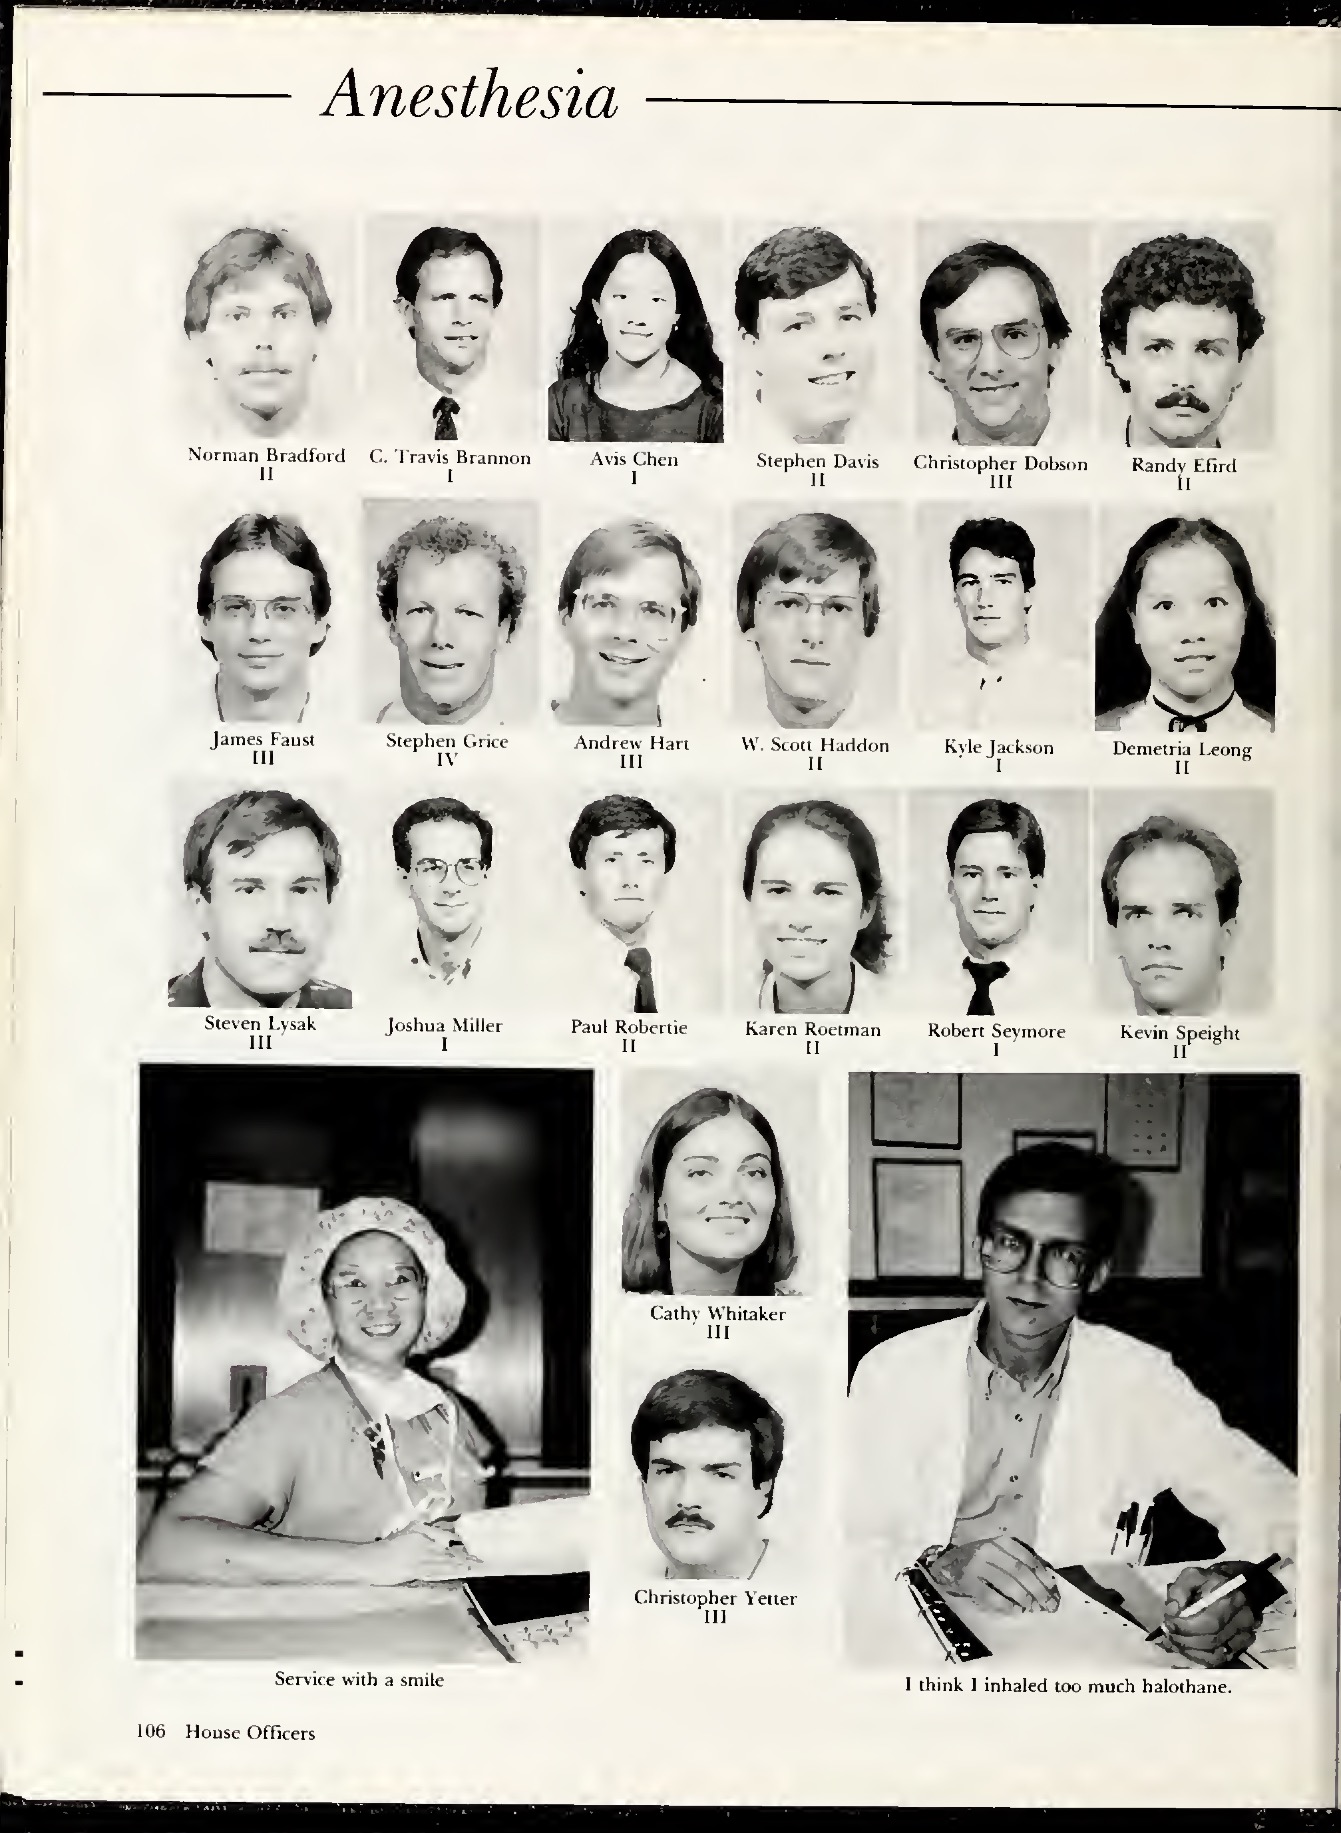 Anesthesia
Norman Bradford
II
C. Travis Brannon
I
Avis Chen
I
Stephen Davis
II
Christopher Dobson
III
Randy Efird
II
James Faust
III
Stephen Grice
IV
Andrew Hart
III
W. Scott Haddon
II
Kyle Jackson
I
Demetria Leong
II
Steven Lysak
III
Joshua Miller
I
Paul Robertie
II
Karen Roetman
II
Robert Seymore
I
Kevin Speight
II
Cathy Whitaker
III
Christopher Yetter
III
Service with a smile
I think I inhaled too much halothane.
106 House Officers